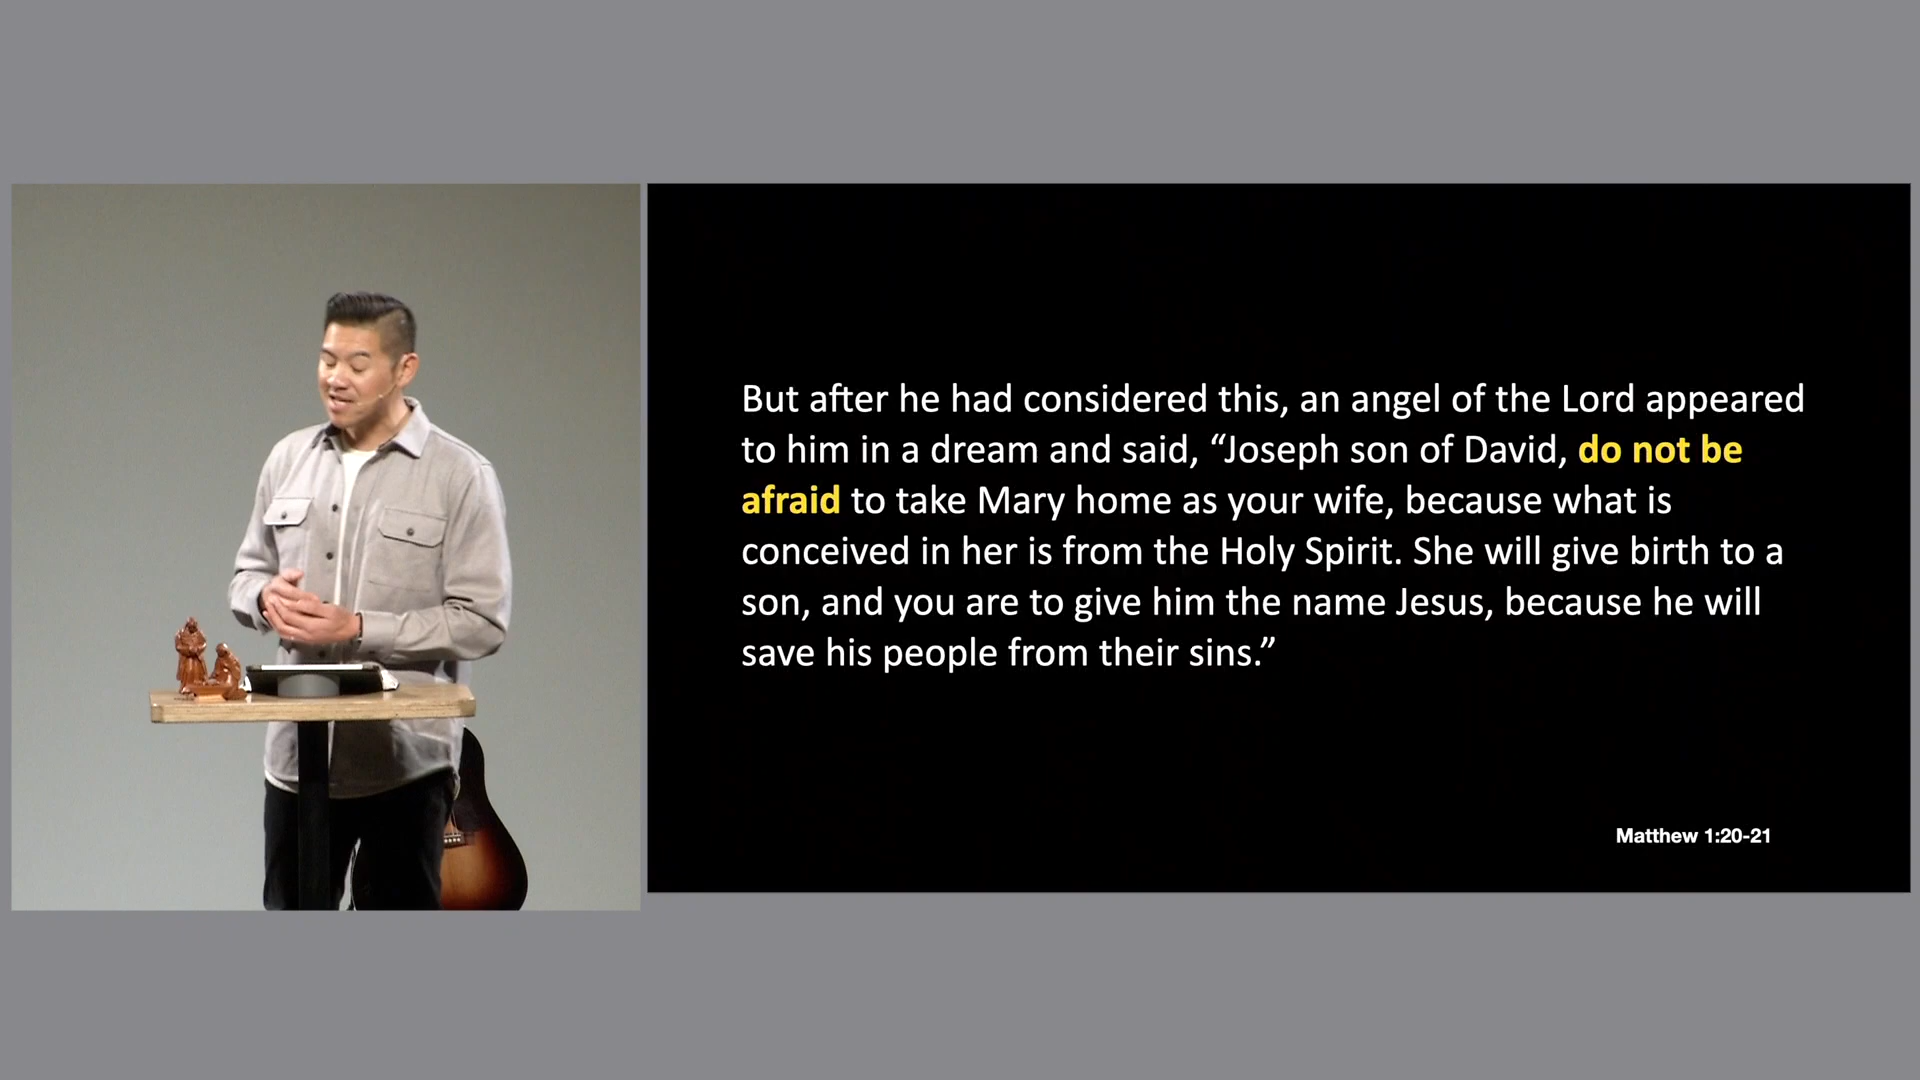 But after he had considered this, an angel of the Lord appeared
to him in a dream and said, “Joseph son of David, do not be
afraid to take Mary home as your wife, because what is
conceived in her is from the Holy Spirit. She will give birth to a
son, and you are to give him the name Jesus, because he will
save his people from their sins.”
Matthew 1:20-21